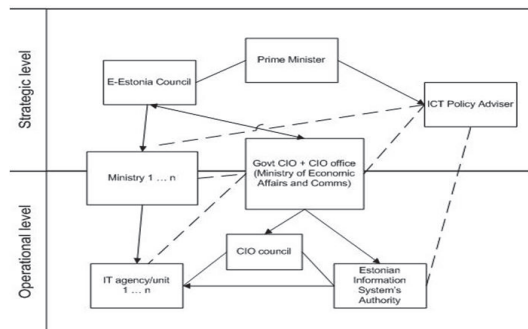 Strategic level
Operational level
Prime Minister
E-Estonia Council
ICT Policy Adviser
Ministry 1 ... n
Govt CIO + CIO office
(Ministry of Economic
Affairs and Comms)
CIO council
IT agency/unit
1 ... n
Estonian
Information
System's
Authority